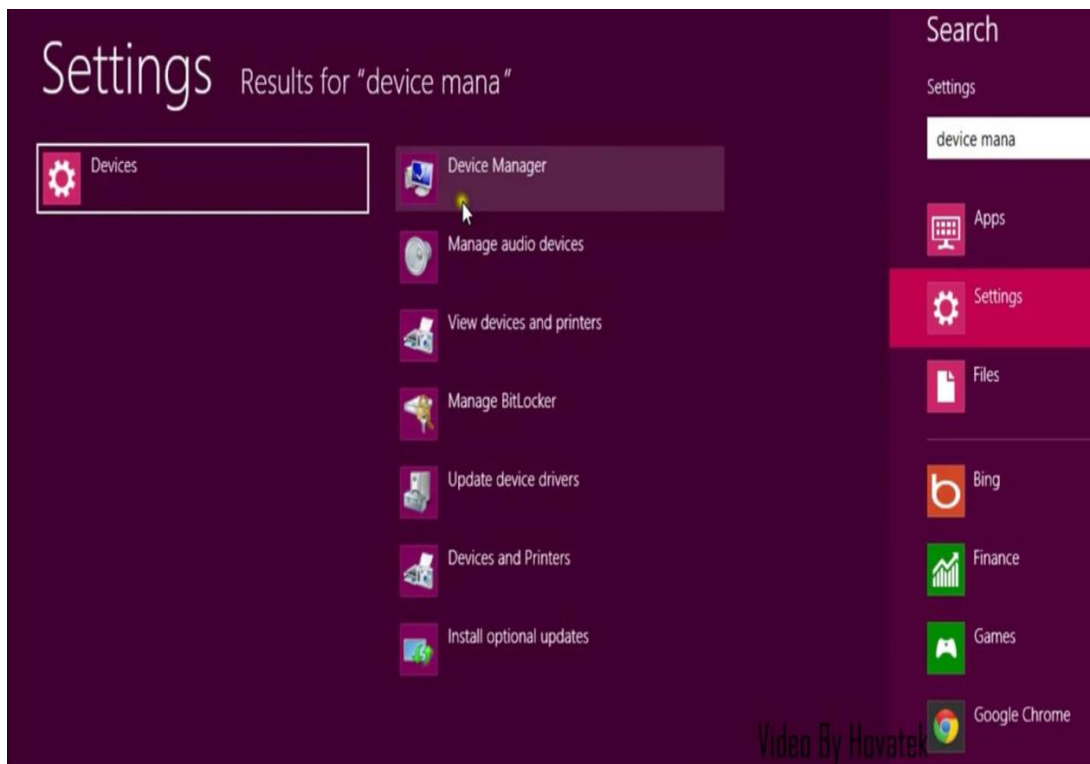 Settings Results for “device mana”
Devices
Device Manager
Manage audio devices
View devices and printers
Manage BitLocker
Update device drivers
Devices and Printers
Install optional updates
Search
Settings
device mana
Apps
Settings
Files
Bing
Finance
Games
Google Chrome
Video By Hovatek